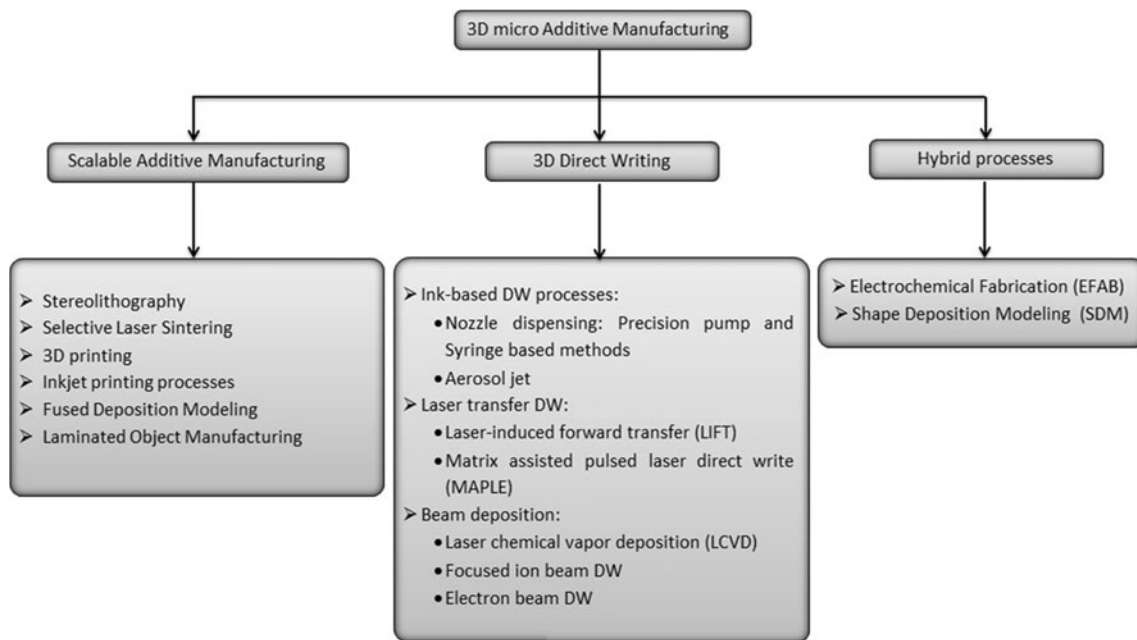 3D micro Additive Manufacturing
Scalable Additive Manufacturing
3D Direct Writing
Hybrid processes
➢ Stereolithography
➢ Selective Laser Sintering
➢ 3D printing
➢ Inkjet printing processes
➢ Fused Deposition Modeling
➢ Laminated Object Manufacturing
➢ Ink-based DW processes:
• Nozzle dispensing: Precision pump and
Syringe based methods
• Aerosol jet
➢ Laser transfer DW:
• Laser-induced forward transfer (LIFT)
• Matrix assisted pulsed laser direct write
(MAPLE)
➢ Beam deposition:
• Laser chemical vapor deposition (LCVD)
• Focused ion beam DW
• Electron beam DW
➢ Electrochemical Fabrication (EFAB)
➢ Shape Deposition Modeling (SDM)